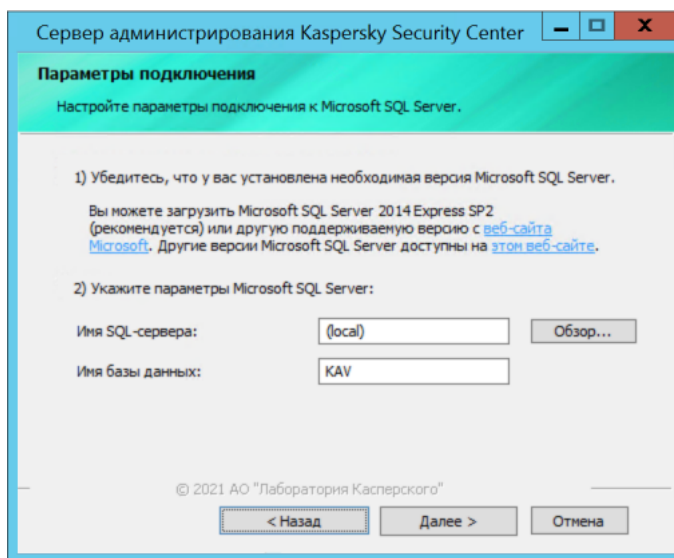 Сервер администрирования Kaspersky Security Center
Параметры подключения
Настройте параметры подключения к Microsoft SQL Server.
1) Убедитесь, что у вас установлена необходимая версия Microsoft SQL Server.
Вы можете загрузить Microsoft SQL Server 2014 Express SP2
(рекомендуется) или другую поддерживаемую версию с веб-сайта
Microsoft. Другие версии Microsoft SQL Server доступны на этом веб-сайте.
2) Укажите параметры Microsoft SQL Server:
Имя SQL-сервера: (local) Обзор...
Имя базы данных: KAV
© 2021 АО "Лаборатория Касперского"
< Назад Далее > Отмена